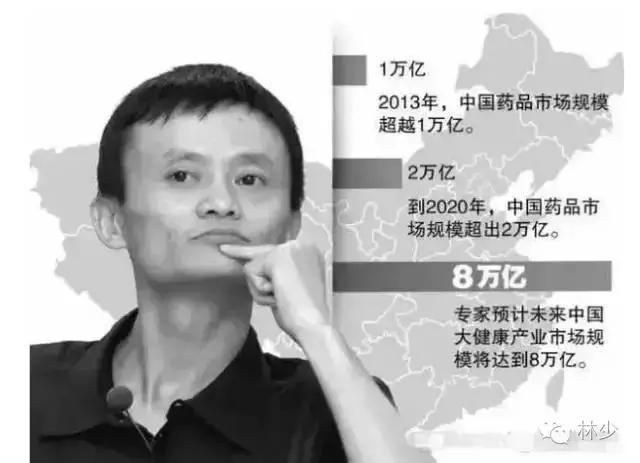 1万亿
2013年，中国药品市场规模
超越1万亿。
2万亿
到2020年，中国药品市
场规模超出2万亿。
8万亿
专家预计未来中国
大健康产业市场规
模将达到8万亿。
林少